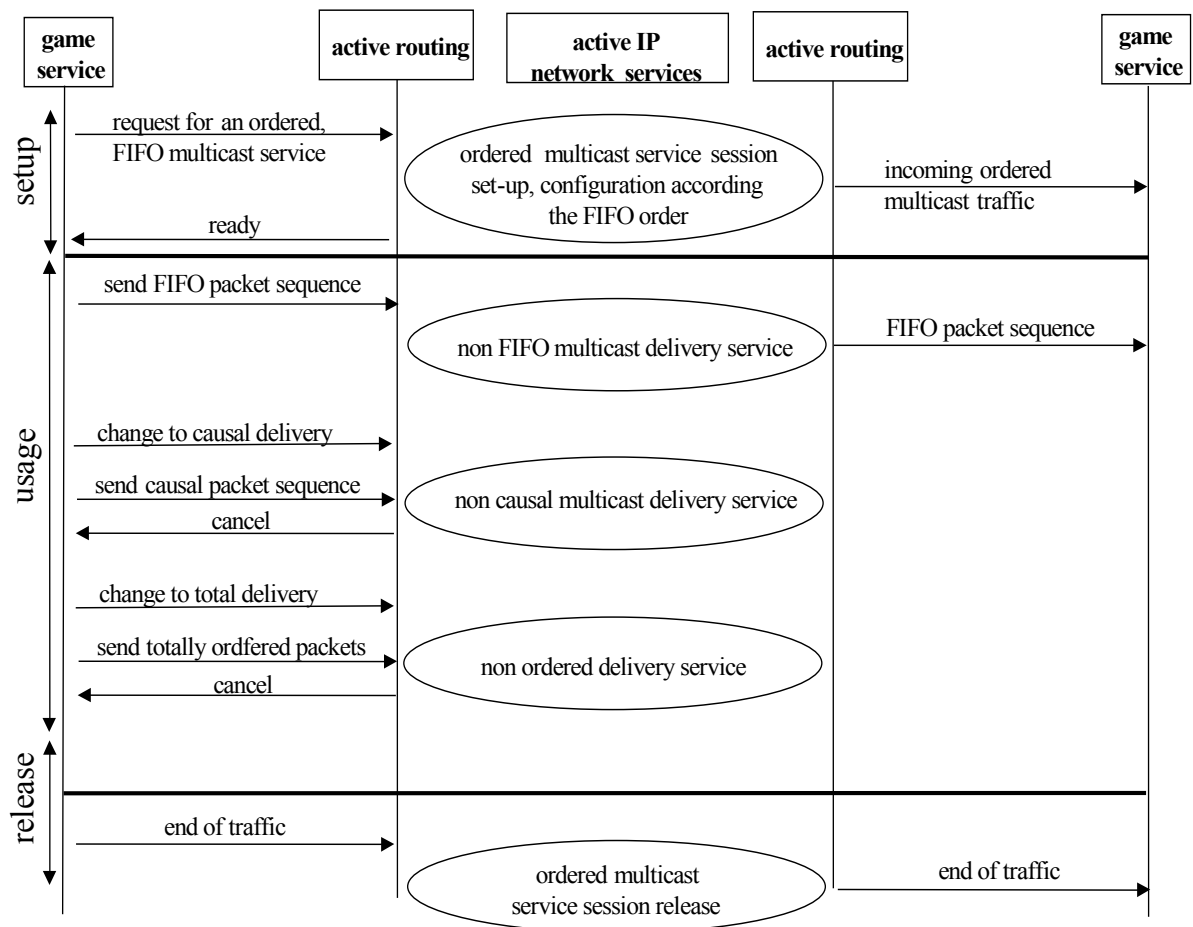 game
service
active routing
active IP
network services
active routing
game
service
setup
request for an ordered,
FIFO multicast service
ordered multicast service session
set-up, configuration according
the FIFO order
incoming ordered
multicast traffic
ready
usage
send FIFO packet sequence
non FIFO multicast delivery service
FIFO packet sequence
change to causal delivery
send causal packet sequence
non causal multicast delivery service
cancel
change to total delivery
send totally ordfered packets
non ordered delivery service
cancel
release
end of traffic
ordered multicast
service session release
end of traffic